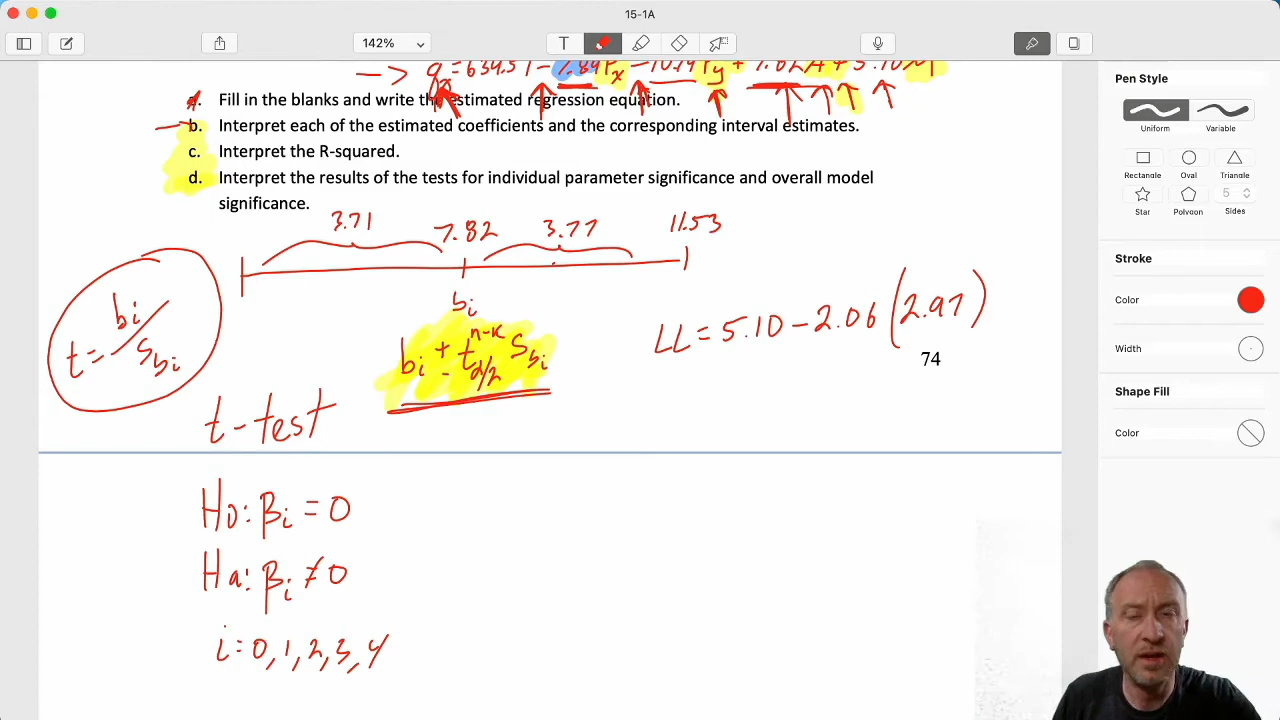 15-1A
142%
T
Pen Style
Uniform
Variable
Rectangle
Oval
Triangle
Star
Polygon
5
Sides
Stroke
Color
Width
Shape Fill
Color
a. Fill in the blanks and write the estimated regression equation.
b. Interpret each of the estimated coefficients and the corresponding interval estimates.
c. Interpret the R-squared.
d. Interpret the results of the tests for individual parameter significance and overall model
significance.
3.71 7.82 3.77 11.53
bi
t = bi / Sbi
bi ± t n-k α/2 Sbi
LL = 5.10 - 2.06 (2.97)
74
t-test
H0: βi = 0
Ha: βi ≠ 0
i = 0, 1, 2, 3, 4